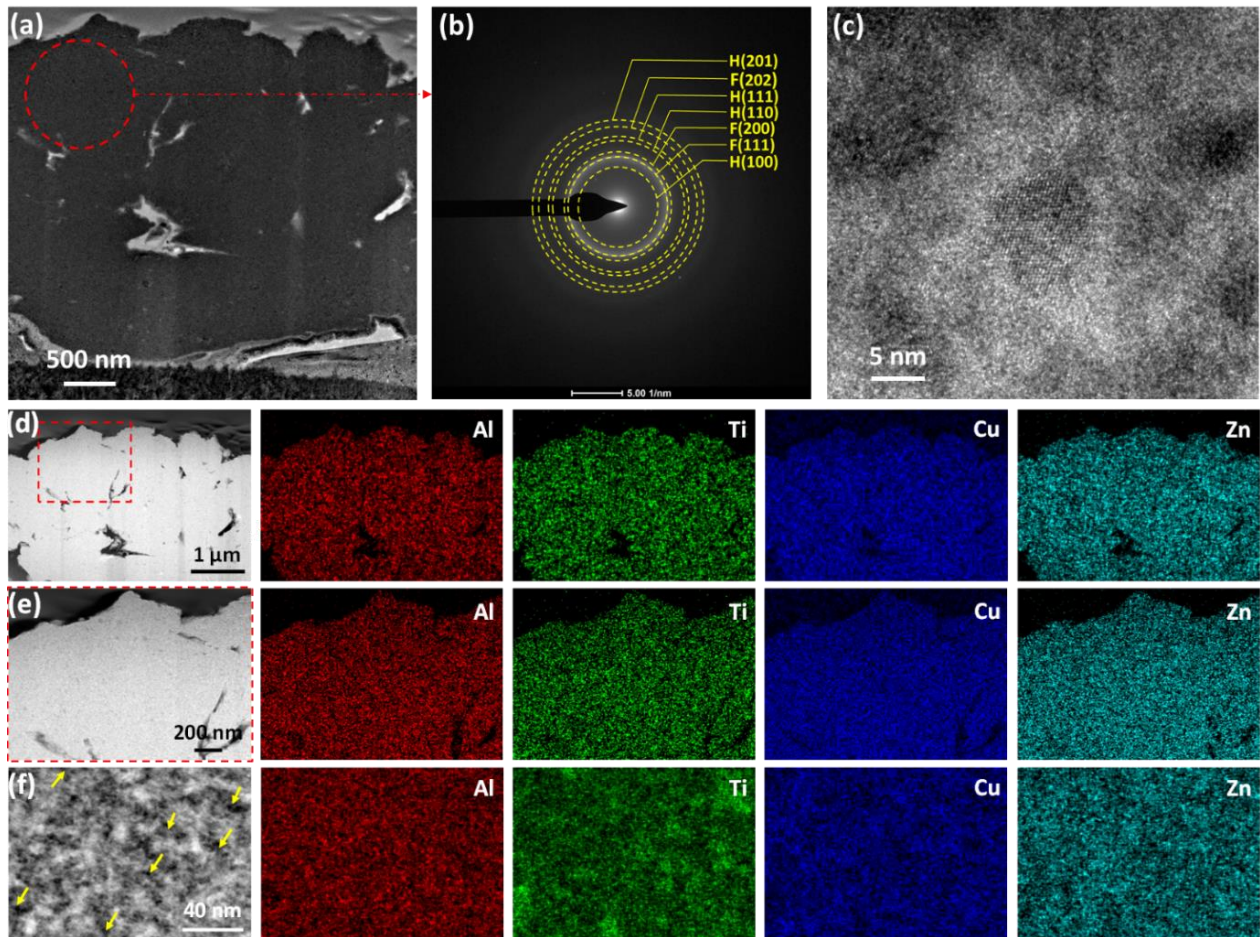 (a)
500 nm
(b)
H(201)
F(202)
H(111)
H(110)
F(200)
F(111)
H(100)
5.00 1/nm
(c)
5 nm
(d)
1 μm
Al
Ti
Cu
Zn
(e)
200 nm
Al
Ti
Cu
Zn
(f)
40 nm
Al
Ti
Cu
Zn